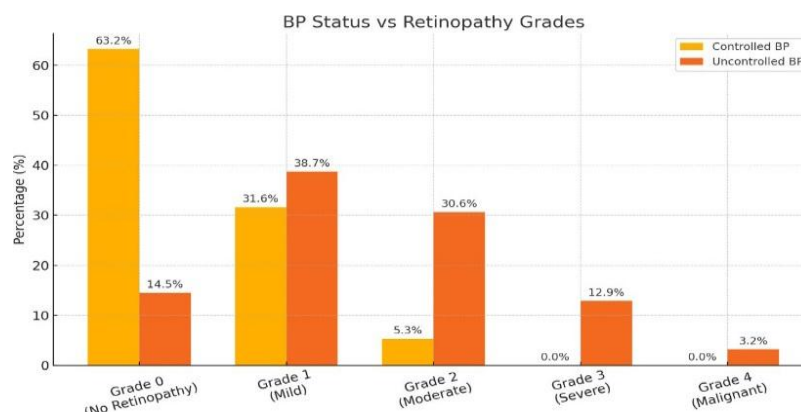 BP Status vs Retinopathy Grades
Controlled BP
Uncontrolled BP
Percentage (%)
60
50
40
30
20
10
0
63.2%
14.5%
31.6%
38.7%
5.3%
30.6%
0.0%
12.9%
0.0%
3.2%
Grade 0
(No Retinopathy)
Grade 1
(Mild)
Grade 2
(Moderate)
Grade 3
(Severe)
Grade 4
(Malignant)